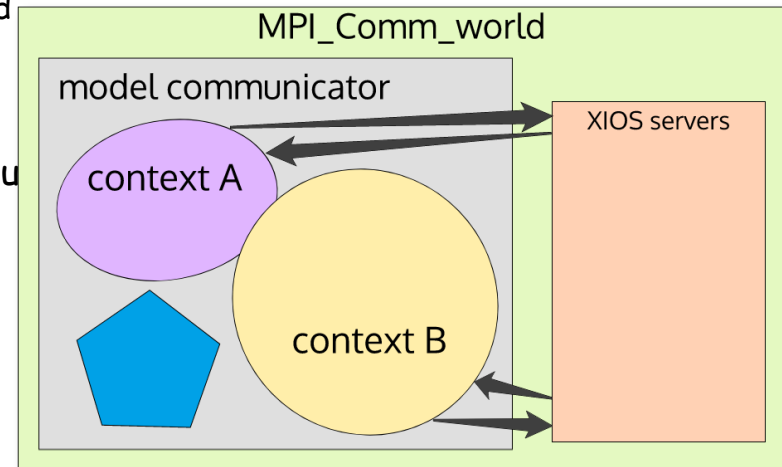 d
MPI_Comm_world
model communicator
XIOS servers
context A
u
context B